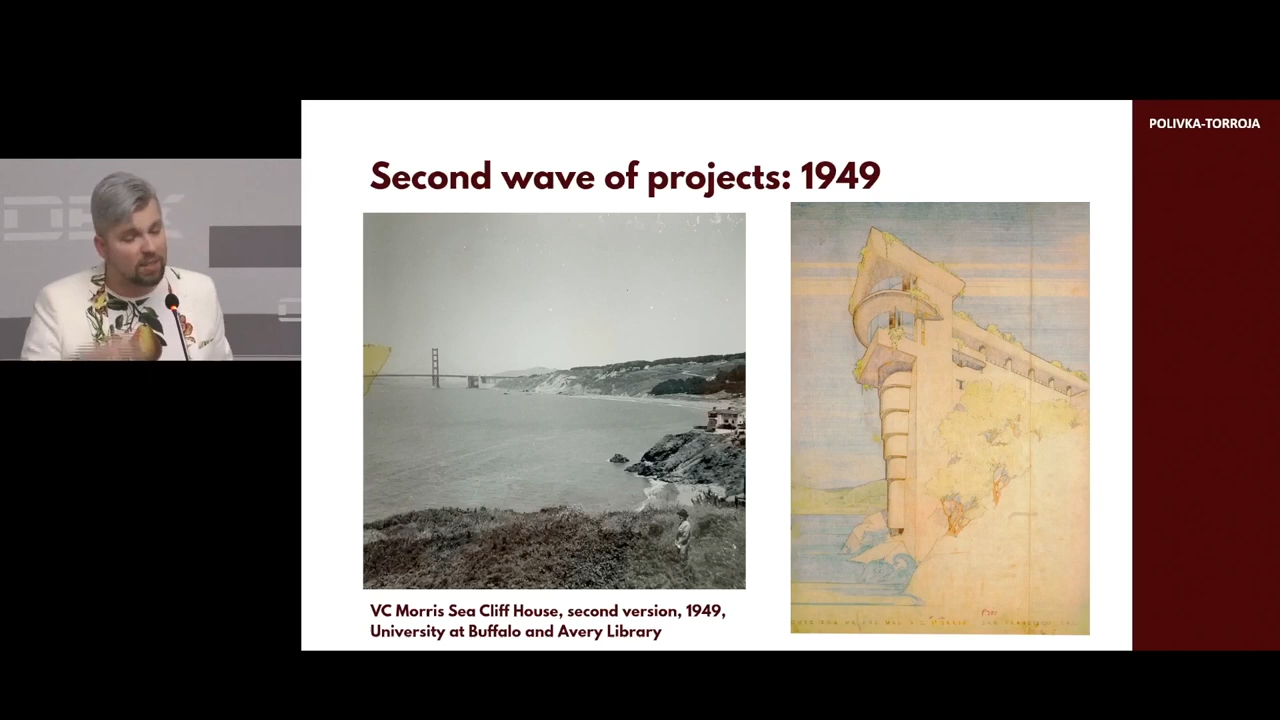 POLIVKA-TORROJA
Second wave of projects: 1949
VC Morris Sea Cliff House, second version, 1949,
University at Buffalo and Avery Library